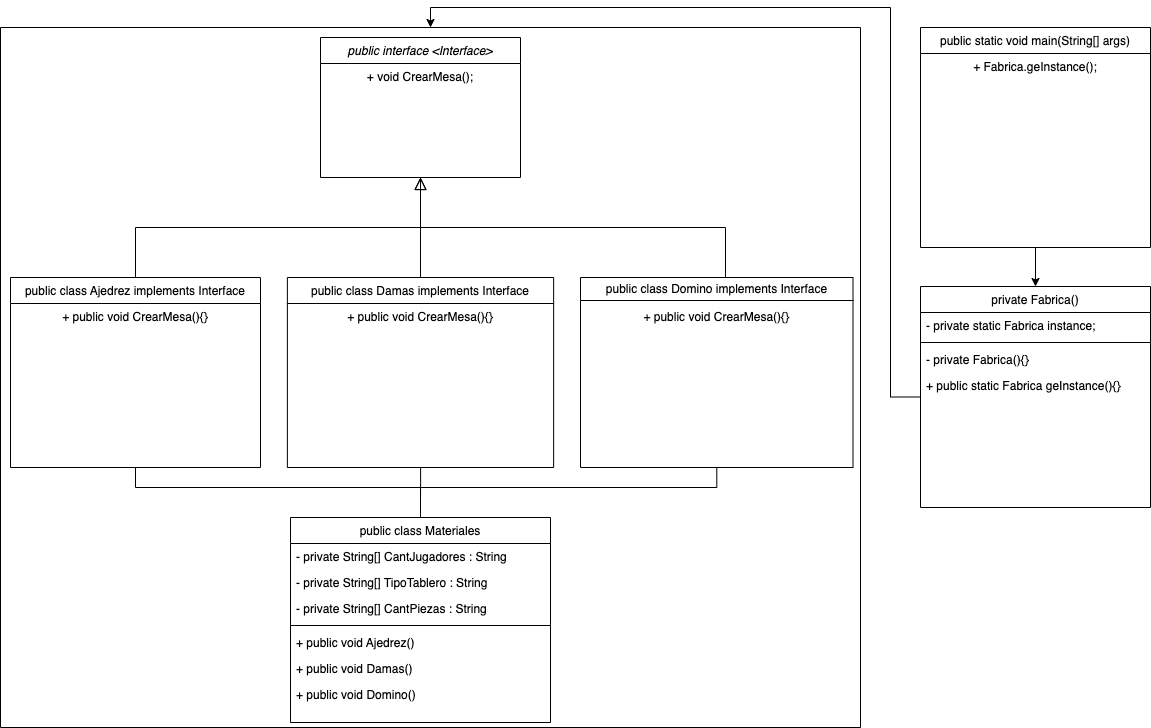 public interface <Interface>
+ void CrearMesa();
public static void main(String[] args)
+ Fabrica.geInstance();
public class Ajedrez implements Interface
+ public void CrearMesa(){}
public class Damas implements Interface
+ public void CrearMesa(){}
public class Domino implements Interface
+ public void CrearMesa(){}
private Fabrica()
- private static Fabrica instance;
- private Fabrica(){}
+ public static Fabrica geInstance(){}
public class Materiales
- private String[] CantJugadores : String
- private String[] TipoTablero : String
- private String[] CantPiezas : String
+ public void Ajedrez()
+ public void Damas()
+ public void Domino()